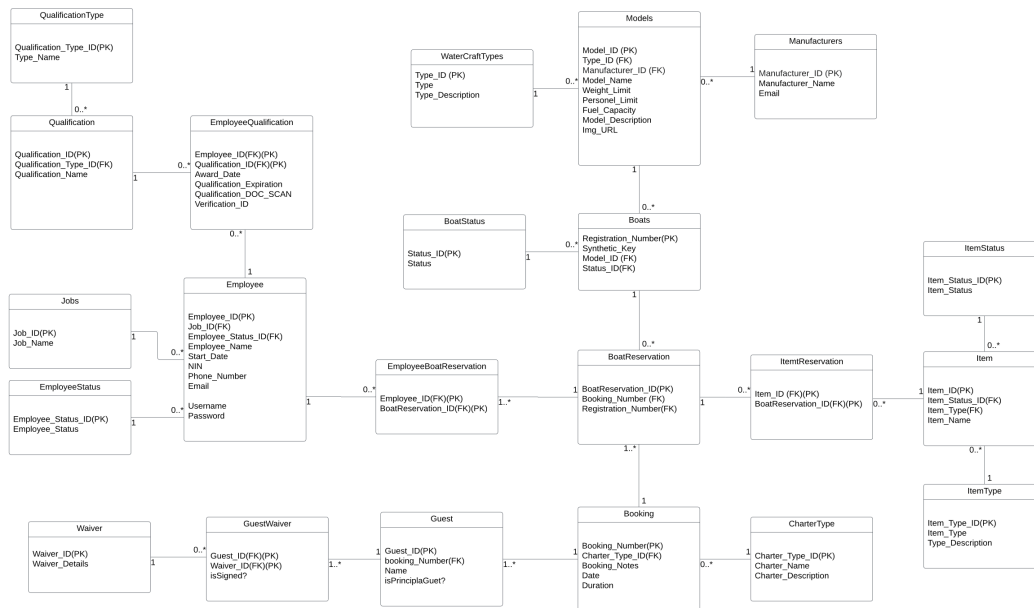 QualificationType
Qualification_Type_ID(PK)
Type_Name
1
0..*
Qualification
Qualification_ID(PK)
Qualification_Type_ID(FK)
Qualification_Name
1
0..*
EmployeeQualification
Employee_ID(FK)(PK)
Qualification_ID(FK)(PK)
Award_Date
Qualification_Expiration
Qualification_DOC_SCAN
Verification_ID
0..*
1
WaterCraftTypes
Type_ID (PK)
Type
Type_Description
1
0..*
Models
Model_ID (PK)
Type_ID (FK)
Manufacturer_ID (FK)
Model_Name
Weight_Limit
Personel_Limit
Fuel_Capacity
Model_Description
Img_URL
0..*
1
Manufacturers
Manufacturer_ID (PK)
Manufacturer_Name
Email
1
0..*
BoatStatus
Status_ID(PK)
Status
1
0..*
Boats
Registration_Number(PK)
Synthetic_Key
Model_ID (FK)
Status_ID(FK)
1
0..*
ItemStatus
Item_Status_ID(PK)
Item_Status
1
0..*
Jobs
Job_ID(PK)
Job_Name
1
0..*
EmployeeStatus
Employee_Status_ID(PK)
Employee_Status
1
0..*
Employee
Employee_ID(PK)
Job_ID(FK)
Employee_Status_ID(FK)
Employee_Name
Start_Date
NIN
Phone_Number
Email
Username
Password
1
0..*
EmployeeBoatReservation
Employee_ID(FK)(PK)
BoatReservation_ID(FK)(PK)
1..*
1
BoatReservation
BoatReservation_ID(PK)
Booking_Number (FK)
Registration_Number(FK)
1
0..*
ItemtReservation
Item_ID (FK)(PK)
BoatReservation_ID(FK)(PK)
0..*
1
Item
Item_ID(PK)
Item_Status_ID(FK)
Item_Type(FK)
Item_Name
0..*
1
ItemType
Item_Type_ID(PK)
Item_Type
Type_Description
1..*
1
Waiver
Waiver_ID(PK)
Waiver_Details
1
0..*
GuestWaiver
Guest_ID(FK)(PK)
Waiver_ID(FK)(PK)
isSigned?
1..*
1
Guest
Guest_ID(PK)
booking_Number(FK)
Name
isPrinciplaGuet?
1..*
1
Booking
Booking_Number(PK)
Charter_Type_ID(FK)
Booking_Notes
Date
Duration
0..*
1
CharterType
Charter_Type_ID(PK)
Charter_Name
Charter_Description